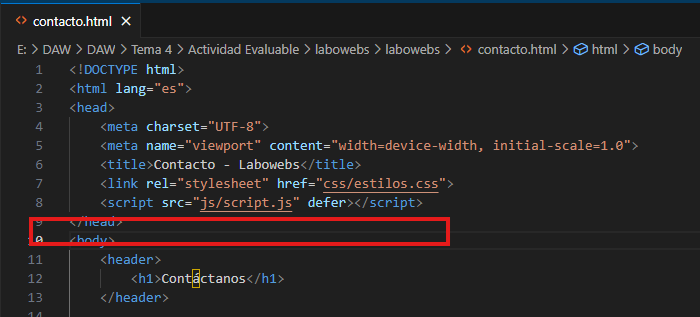 <> contacto.html ×
E: > DAW > DAW > Tema 4 > Actividad Evaluable > labowebs > labowebs > <> contacto.html > html > body
1 <!DOCTYPE html>
2 <html lang="es">
3 <head>
4 <meta charset="UTF-8">
5 <meta name="viewport" content="width=device-width, initial-scale=1.0">
6 <title>Contacto - Labowebs</title>
7 <link rel="stylesheet" href="css/estilos.css">
8 <script src="js/script.js" defer></script>
9 </head>
10 <body>
11 <header>
12 <h1>Contáctanos</h1>
13 </header>
14